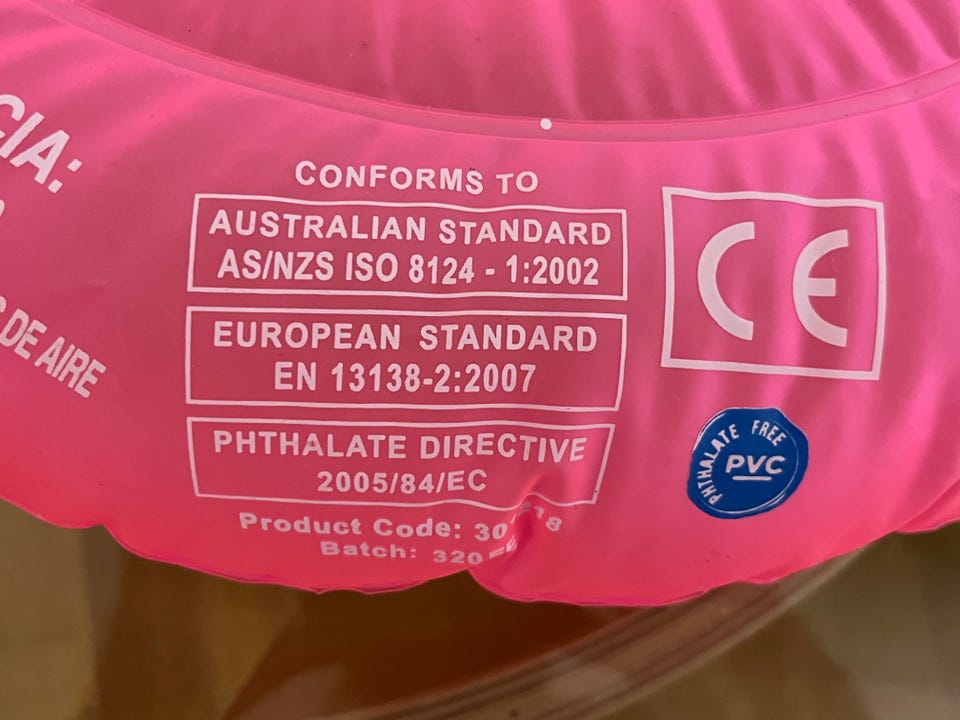 CIA:
S DE AIRE
CONFORMS TO
AUSTRALIAN STANDARD
AS/NZS ISO 8124 - 1:2002
EUROPEAN STANDARD
EN 13138-2:2007
PHTHALATE DIRECTIVE
2005/84/EC
Product Code:
Batch:
CE
PHTHALATE FREE
PVC